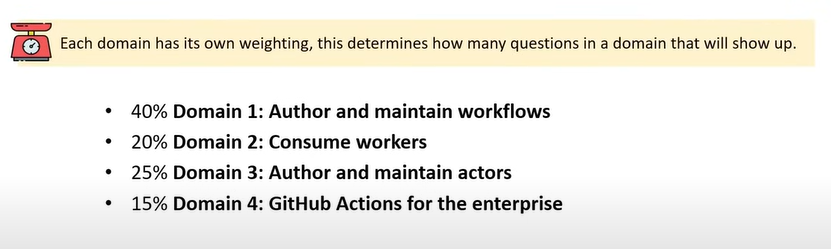 Each domain has its own weighting, this determines how many questions in a domain that will show up.
• 40% Domain 1: Author and maintain workflows
• 20% Domain 2: Consume workers
• 25% Domain 3: Author and maintain actors
• 15% Domain 4: GitHub Actions for the enterprise